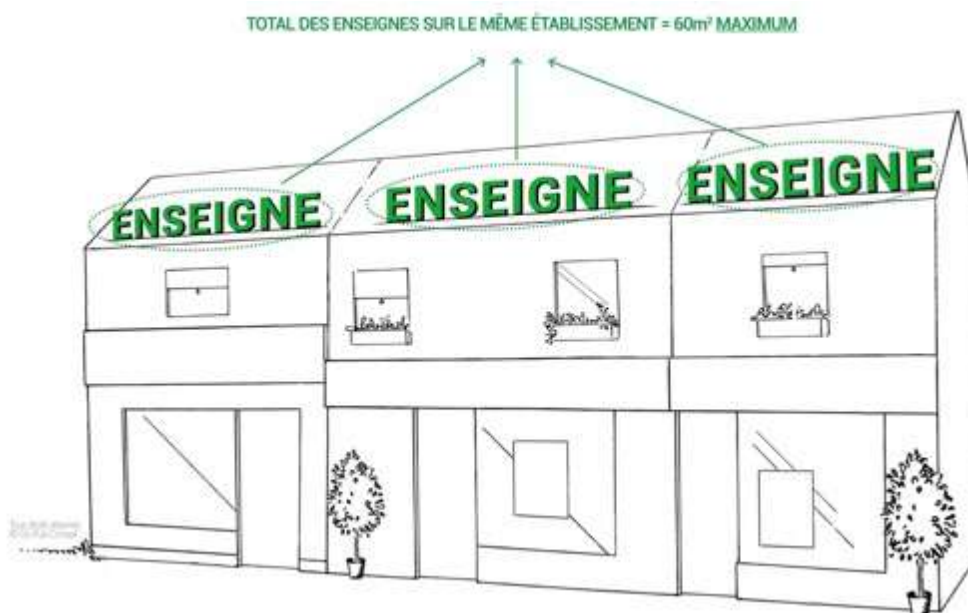 TOTAL DES ENSEIGNES SUR LE MÊME ÉTABLISSEMENT = 60m² MAXIMUM
ENSEIGNE
ENSEIGNE
ENSEIGNE